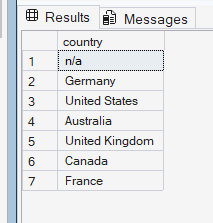 Results Messages
country
1 n/a
2 Germany
3 United States
4 Australia
5 United Kingdom
6 Canada
7 France